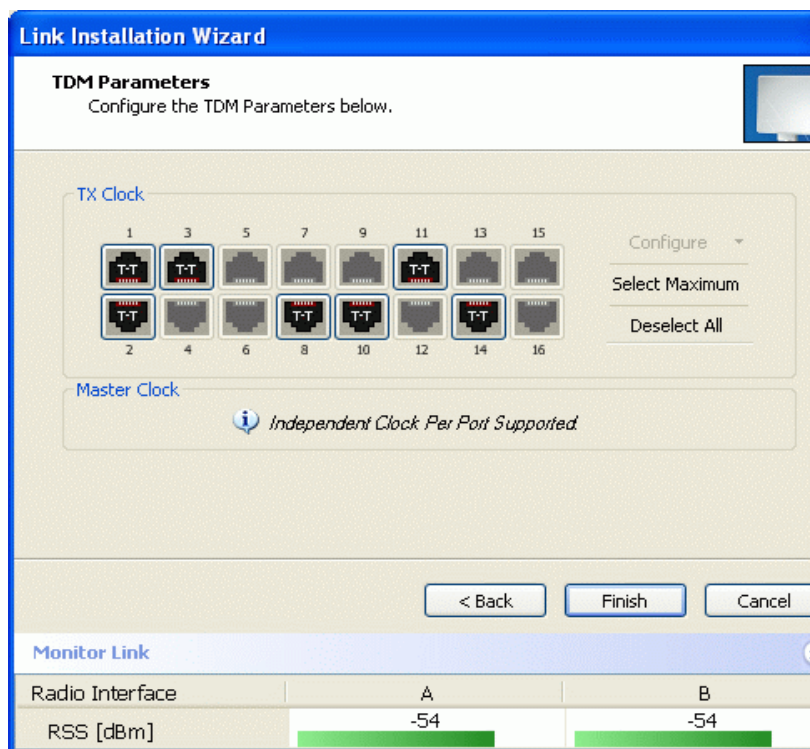 Link Installation Wizard
TDM Parameters
Configure the TDM Parameters below.
TX Clock
1 3 5 7 9 11 13 15
T-T T-T T-T
Configure
Select Maximum
T-T T-T T-T T-T
Deselect All
2 4 6 8 10 12 14 16
Master Clock
Independent Clock Per Port Supported.
< Back Finish Cancel
Monitor Link
Radio Interface A B
RSS [dBm] -54 -54